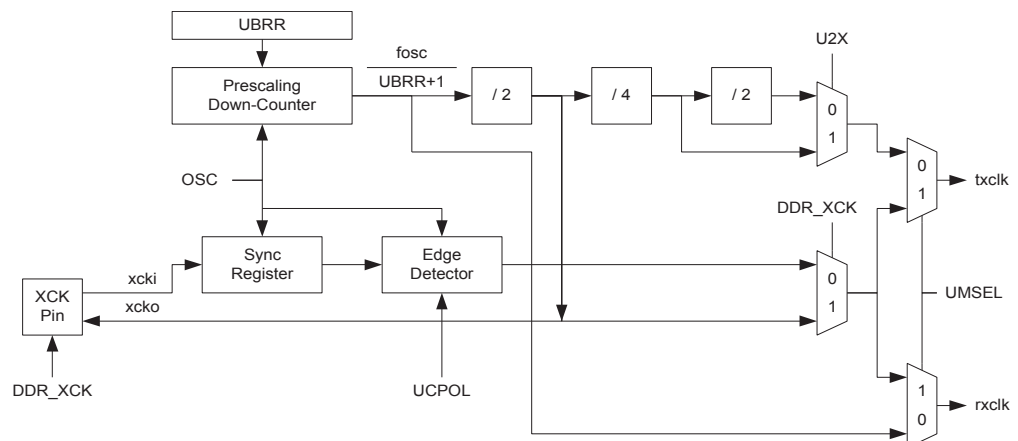 UBRR
fosc
U2X
Prescaling
Down-Counter
UBRR+1
/ 2
/ 4
/ 2
0
1
OSC
0
1
txclk
DDR_XCK
Sync
Register
Edge
Detector
xcki
0
1
UMSEL
XCK
Pin
xcko
DDR_XCK
UCPOL
1
0
rxclk